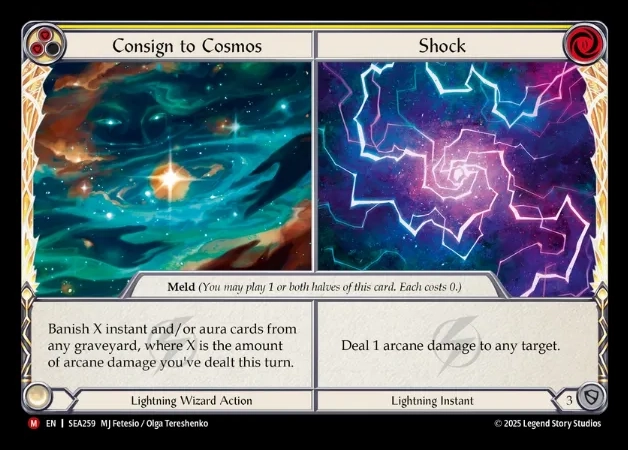 Consign to Cosmos
Shock
Meld (You may play 1 or both halves of this card. Each costs 0.)
Banish X instant and/or aura cards from
any graveyard, where X is the amount
of arcane damage you've dealt this turn.
Deal 1 arcane damage to any target.
Lightning Wizard Action
Lightning Instant
3
M EN | SEA259 MJ Fetesio / Olga Tereshenko
© 2025 Legend Story Studios